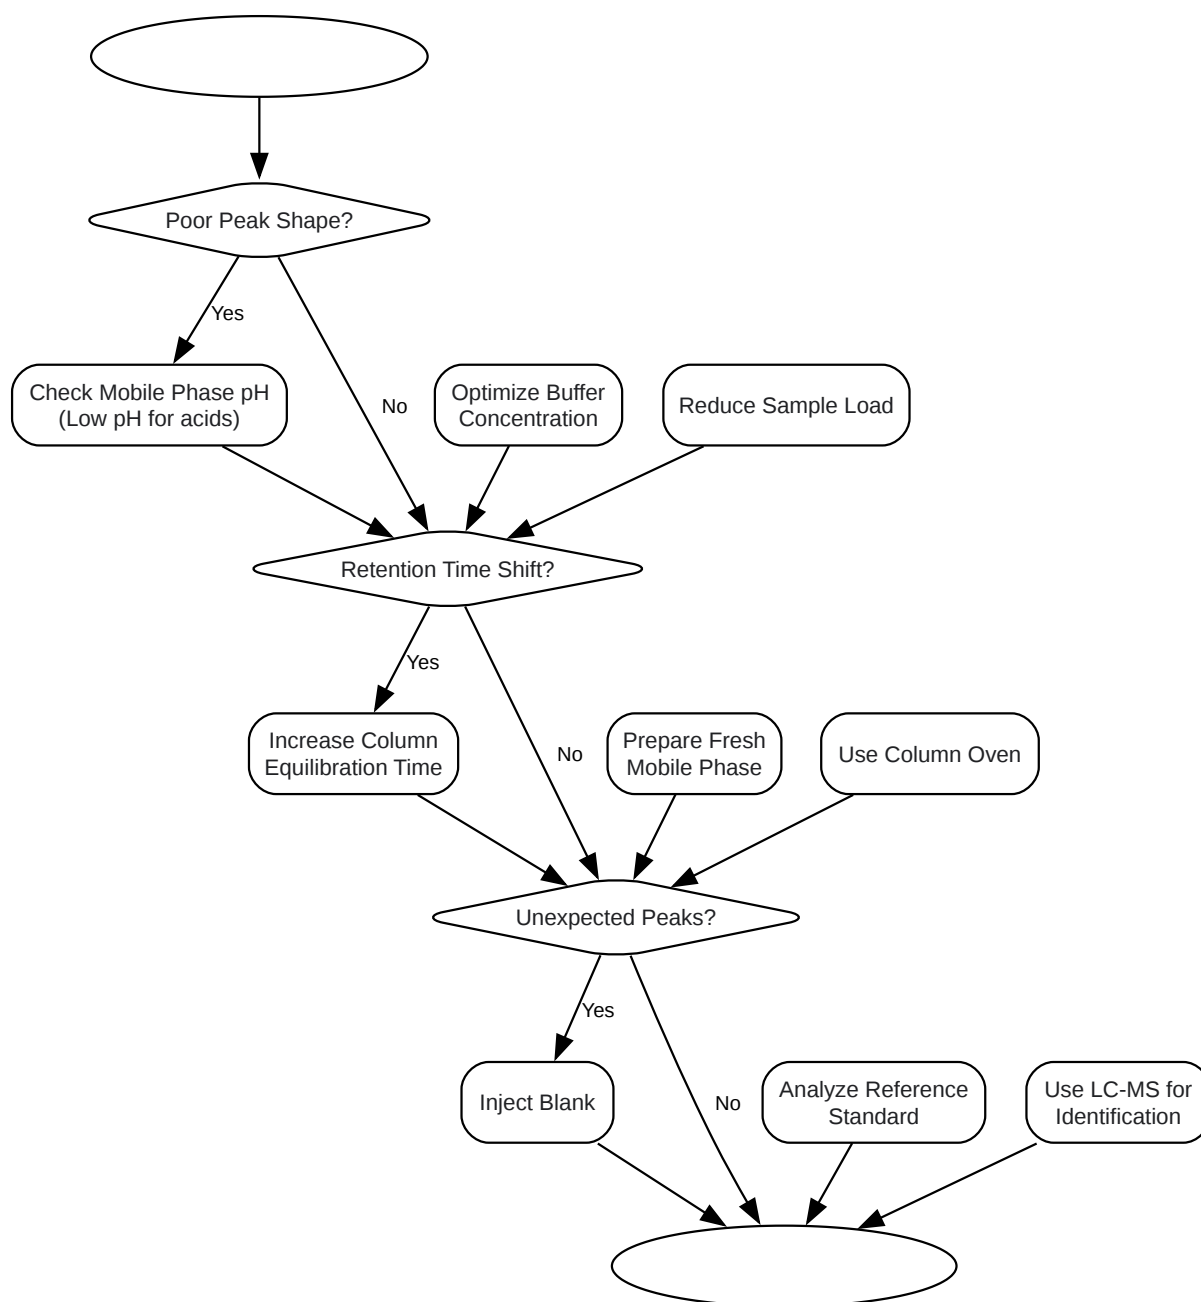 Poor Peak Shape?
Yes
Check Mobile Phase pH
(Low pH for acids)
No
Optimize Buffer
Concentration
Reduce Sample Load
Retention Time Shift?
Yes
Increase Column
Equilibration Time
No
Prepare Fresh
Mobile Phase
Use Column Oven
Unexpected Peaks?
Yes
Inject Blank
No
Analyze Reference
Standard
Use LC-MS for
Identification